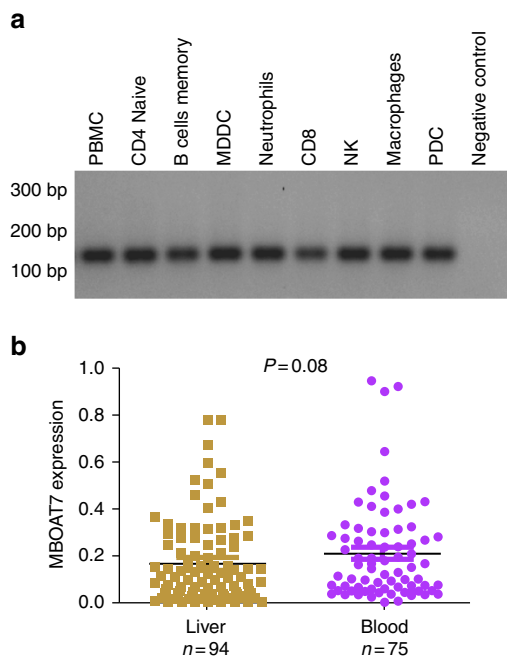 a
PBMC
CD4 Naive
B cells memory
MDDC
Neutrophils
CD8
NK
Macrophages
PDC
Negative control
300 bp
200 bp
100 bp
b
P=0.08
MBOAT7 expression
1.0
0.8
0.6
0.4
0.2
0.0
Liver
n=94
Blood
n=75